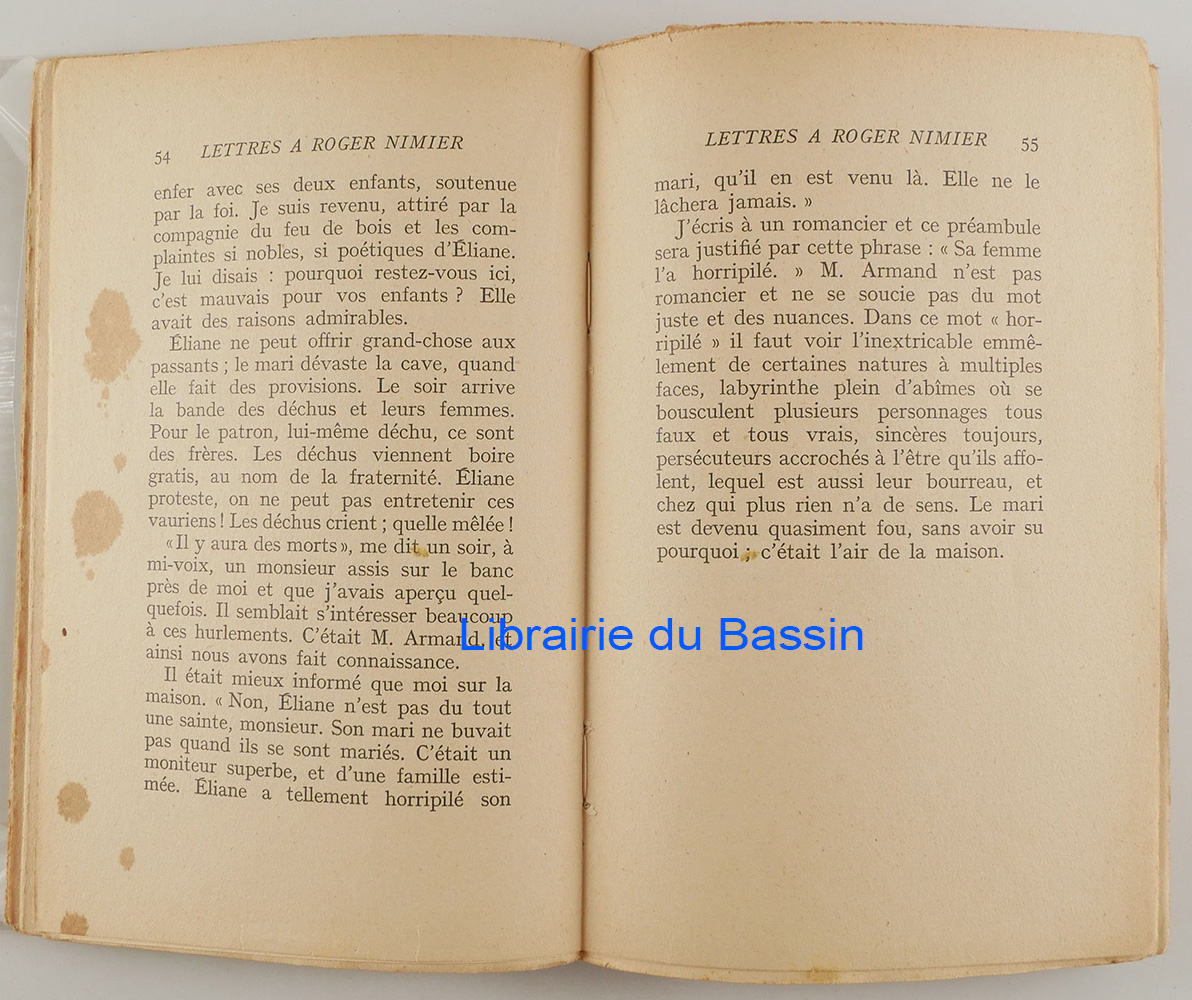 54 LETTRES A ROGER NIMIER
enfer avec ses deux enfants, soutenue
par la foi. Je suis revenu, attiré par la
compagnie du feu de bois et les com-
plaintes si nobles, si poétiques d'Éliane.
Je lui disais : pourquoi restez-vous ici,
c'est mauvais pour vos enfants ? Elle
avait des raisons admirables.
Éliane ne peut offrir grand-chose aux
passants ; le mari dévaste la cave, quand
elle fait des provisions. Le soir arrive
la bande des déchus et leurs femmes.
Pour le patron, lui-même déchu, ce sont
des frères. Les déchus viennent boire
gratis, au nom de la fraternité. Éliane
proteste, on ne peut pas entretenir ces
vauriens ! Les déchus crient ; quelle mêlée !
« Il y aura des morts », me dit un soir, à
mi-voix, un monsieur assis sur le banc
près de moi et que j'avais aperçu quel-
quefois. Il semblait s'intéresser beaucoup
à ces hurlements. C'était M. Armand, et
ainsi nous avons fait connaissance.
Il était mieux informé que moi sur la
maison. « Non, Éliane n'est pas du tout
une sainte, monsieur. Son mari ne buvait
pas quand ils se sont mariés. C'était un
moniteur superbe, et d'une famille esti-
mée. Éliane a tellement horripilé son
LETTRES A ROGER NIMIER 55
mari, qu'il en est venu là. Elle ne le
lâchera jamais. »
J'écris à un romancier et ce préambule
sera justifié par cette phrase : « Sa femme
l'a horripilé. » M. Armand n'est pas
romancier et ne se soucie pas du mot
juste et des nuances. Dans ce mot « hor-
ripilé » il faut voir l'inextricable emmê-
lement de certaines natures à multiples
faces, labyrinthe plein d'abîmes où se
bousculent plusieurs personnages tous
faux et tous vrais, sincères toujours,
persécuteurs accrochés à l'être qu'ils affo-
lent, lequel est aussi leur bourreau, et
chez qui plus rien n'a de sens. Le mari
est devenu quasiment fou, sans avoir su
pourquoi ; c'était l'air de la maison.
Librairie du Bassin